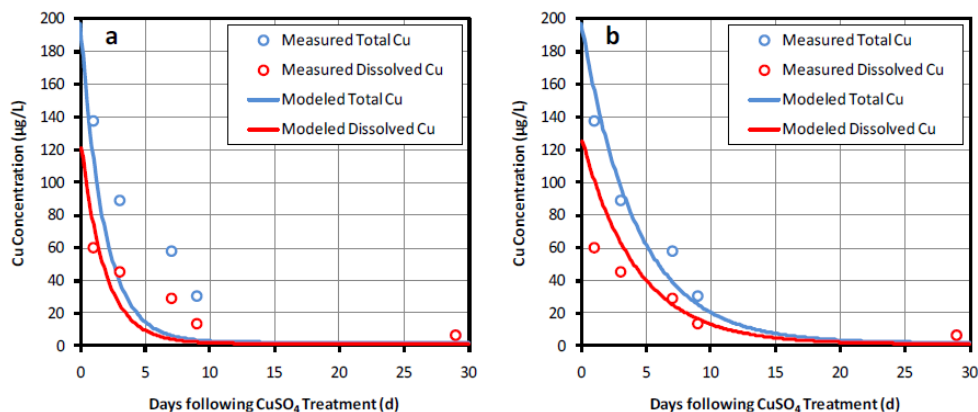 a
Measured Total Cu
Measured Dissolved Cu
Modeled Total Cu
Modeled Dissolved Cu
Cu Concentration (µg/L)
200
180
160
140
120
100
80
60
40
20
0
0 5 10 15 20 25 30
Days following CuSO₄ Treatment (d)
b
Measured Total Cu
Measured Dissolved Cu
Modeled Total Cu
Modeled Dissolved Cu
Cu Concentration (µg/L)
200
180
160
140
120
100
80
60
40
20
0
0 5 10 15 20 25 30
Days following CuSO₄ Treatment (d)